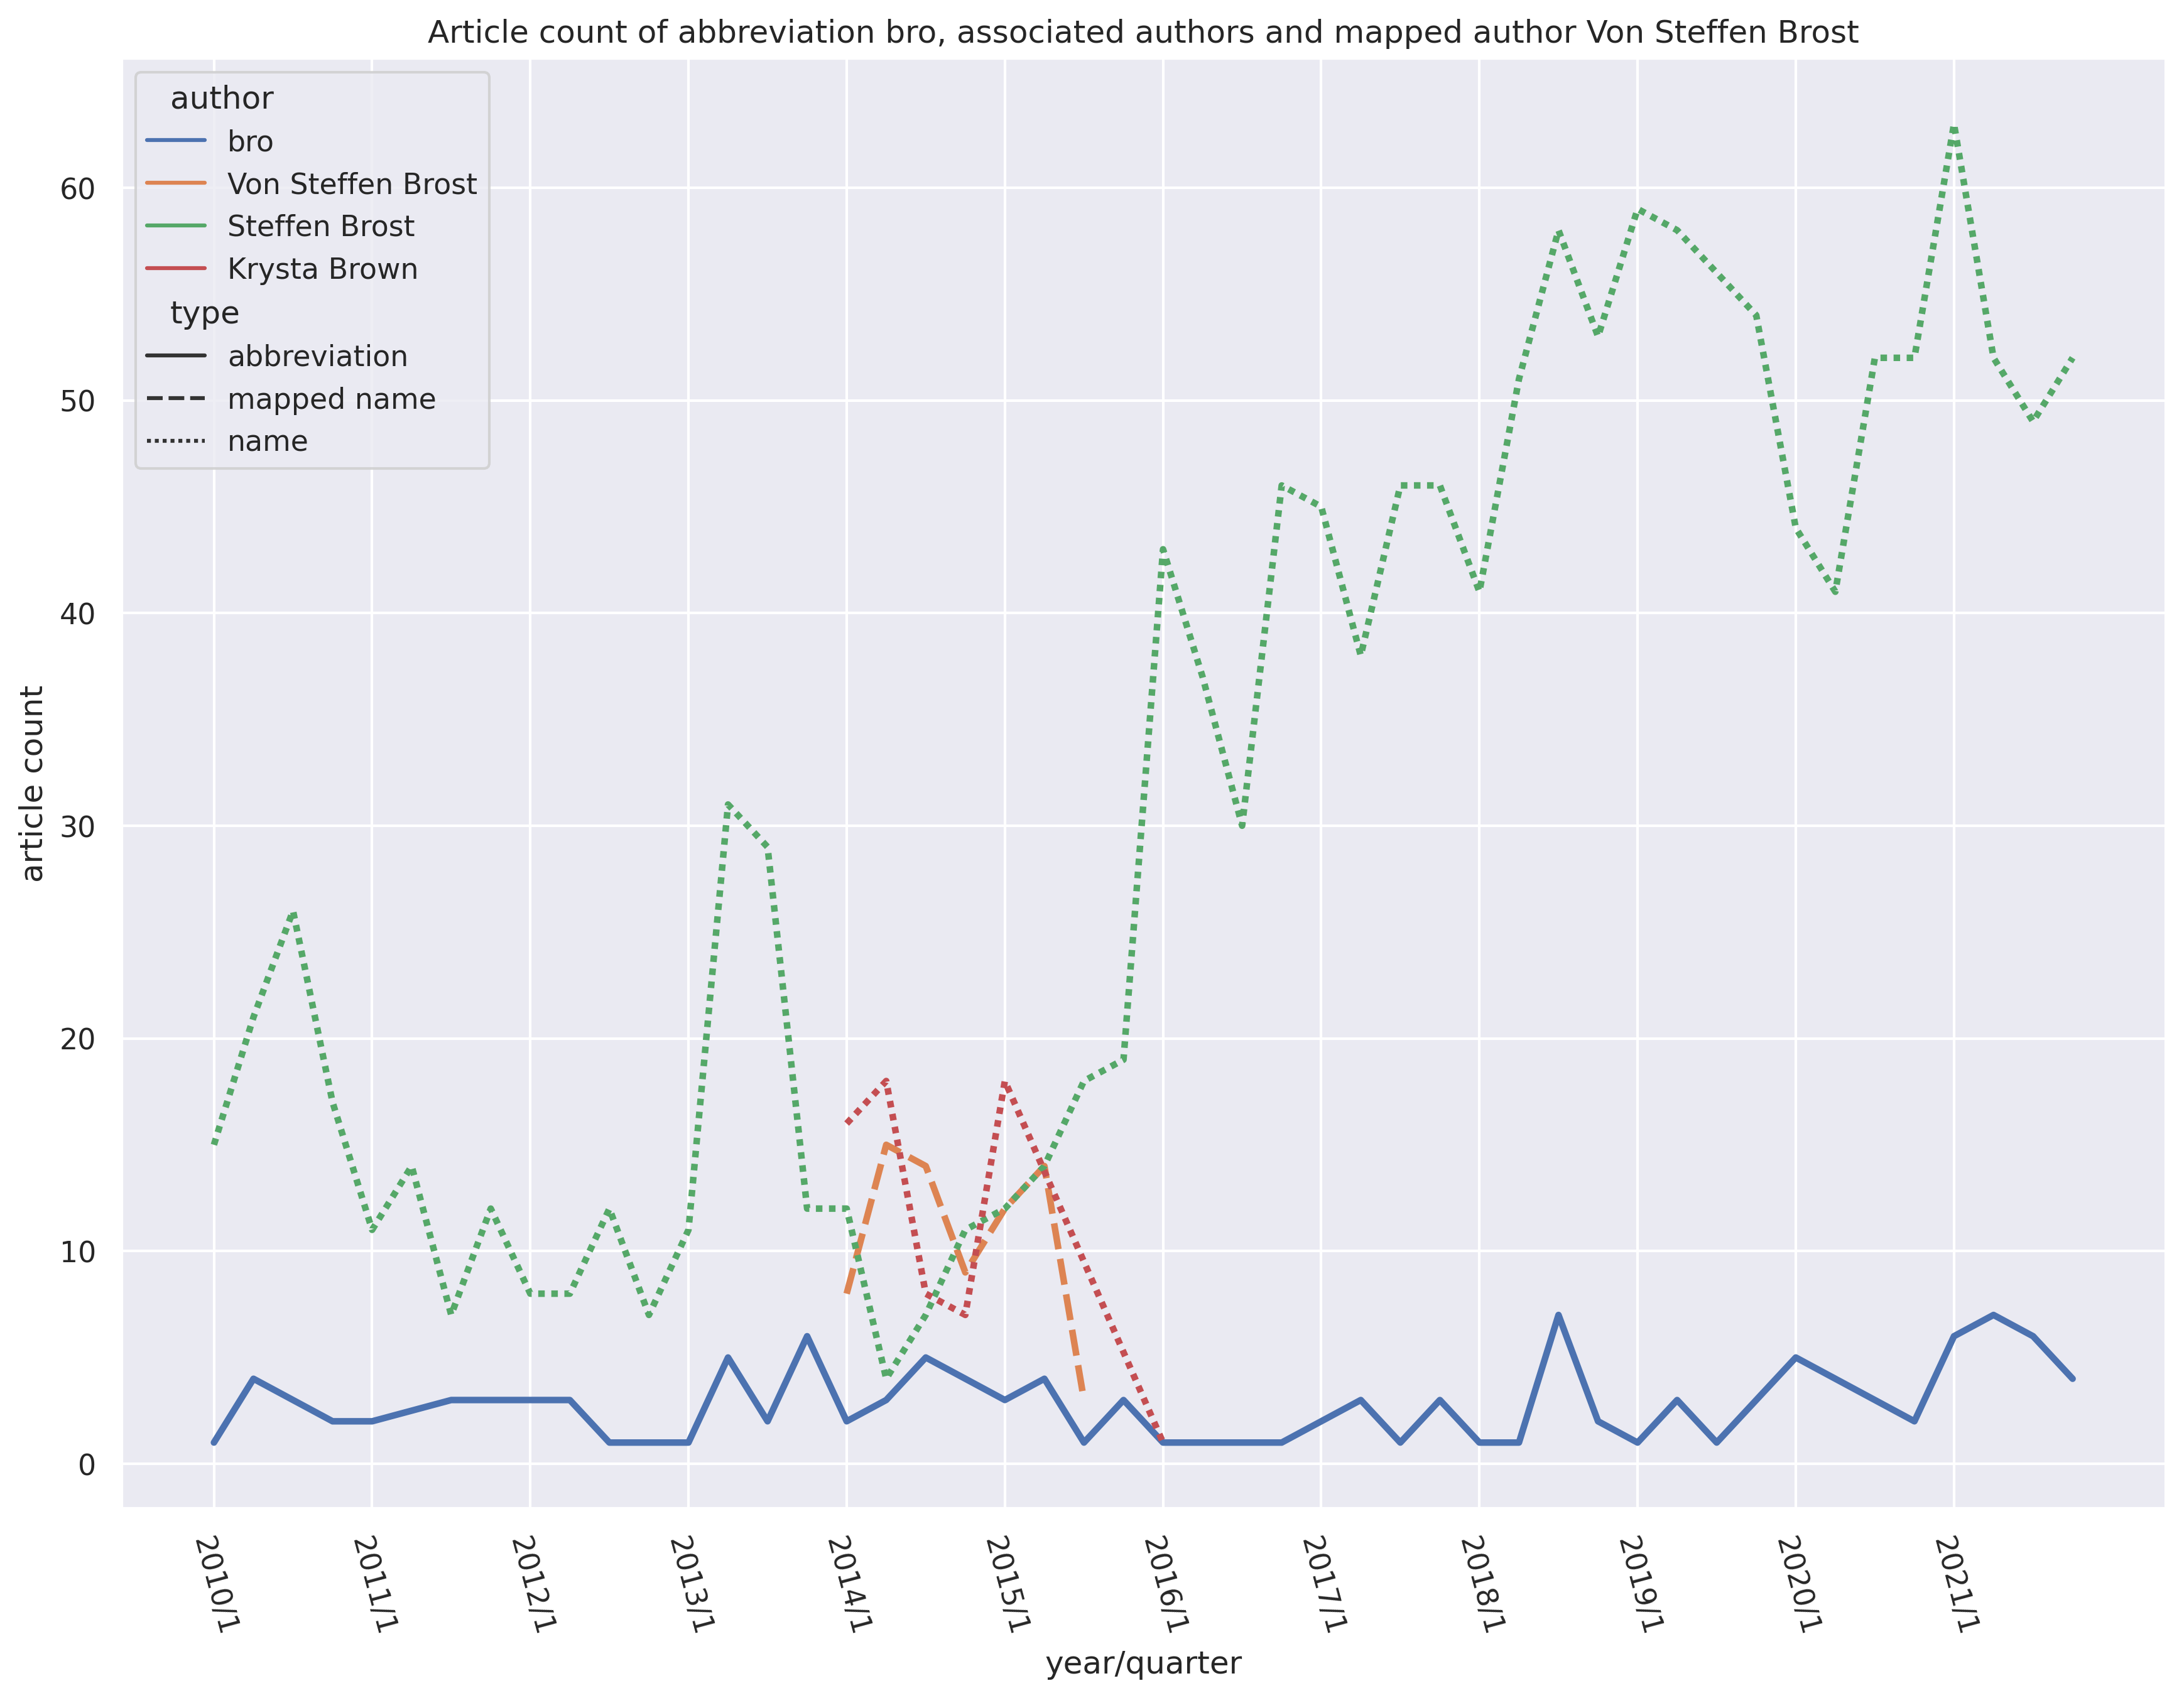 Article count of abbreviation bro, associated authors and mapped author Von Steffen Brost
author
bro
Von Steffen Brost
Steffen Brost
Krysta Brown
type
abbreviation
mapped name
name
article count
60
50
40
30
20
10
0
2010/1
2011/1
2012/1
2013/1
2014/1
2015/1
2016/1
2017/1
2018/1
2019/1
2020/1
2021/1
year/quarter